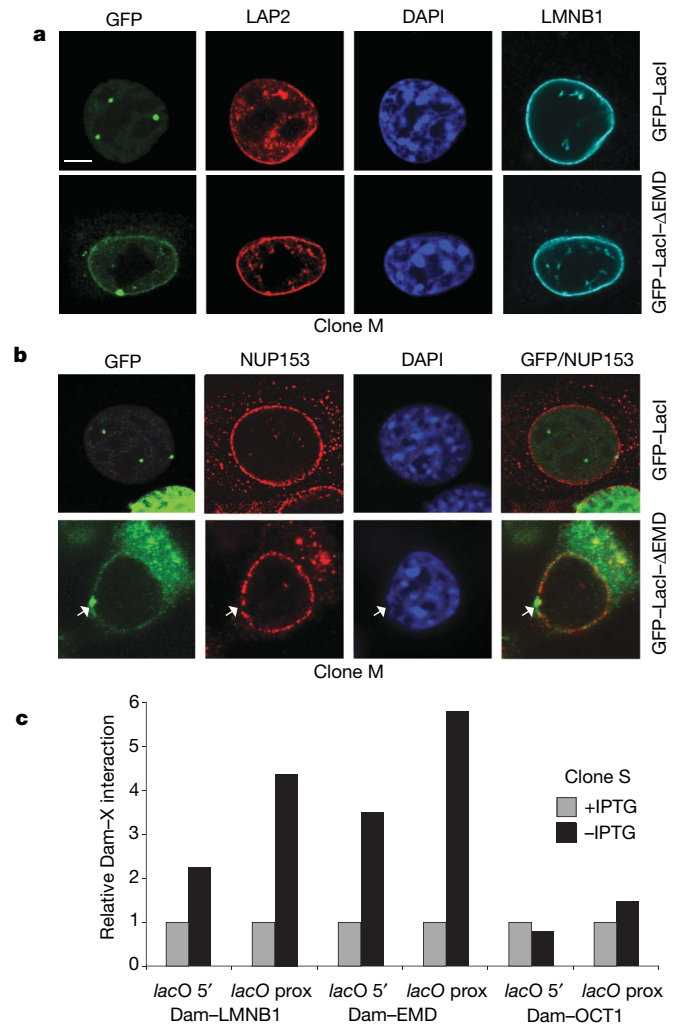 a
GFP LAP2 DAPI LMNB1
GFP–LacI
GFP–LacI–ΔEMD
Clone M
b
GFP NUP153 DAPI GFP/NUP153
GFP–LacI
GFP–LacI–ΔEMD
Clone M
c
Relative Dam–X interaction
6
5
4
3
2
1
0
Clone S
+IPTG
–IPTG
lacO 5′ lacO prox lacO 5′ lacO prox lacO 5′ lacO prox
Dam–LMNB1 Dam–EMD Dam–OCT1